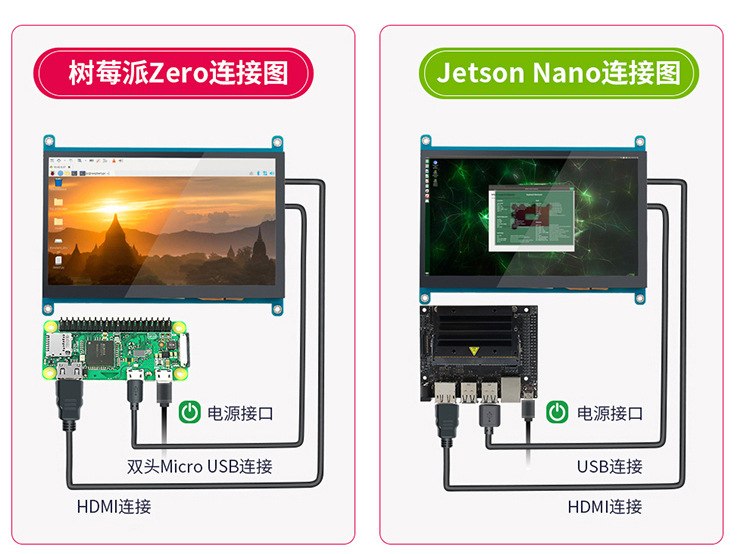 树莓派Zero连接图
电源接口
双头Micro USB连接
HDMI连接
Jetson Nano连接图
电源接口
USB连接
HDMI连接